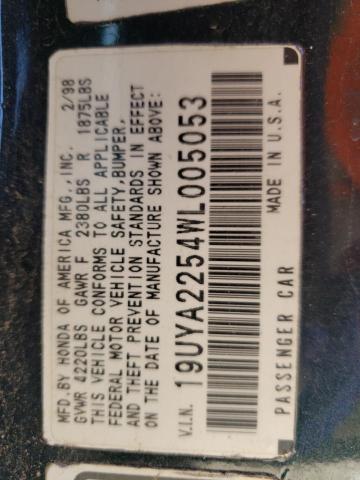 MFD.BY HONDA OF AMERICA MFG.,INC. 2/98
GVWR 4220LBS GAWR F 2380LBS R 1875LBS
THIS VEHICLE CONFORMS TO ALL APPLICABLE
FEDERAL MOTOR VEHICLE SAFETY,BUMPER,
AND THEFT PREVENTION STANDARDS IN EFFECT
ON THE DATE OF MANUFACTURE SHOWN ABOVE:
V.I.N. 19UYA2254WL005053
PASSENGER CAR MADE IN U.S.A.